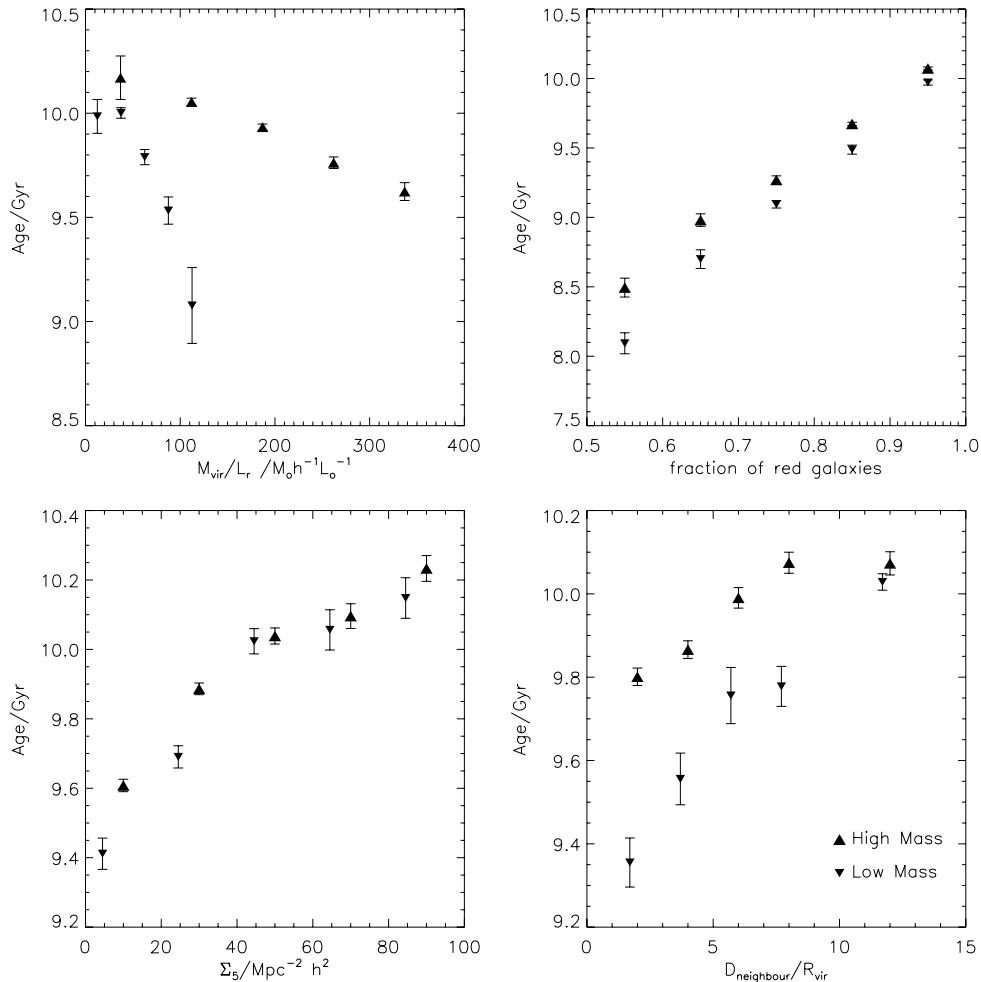 10.5
10.0
9.5
9.0
8.5
Age/Gyr
0 100 200 300 400
M_vir/L_r /M_oh^-1L_o^-1
10.5
10.0
9.5
9.0
8.5
8.0
7.5
Age/Gyr
0.5 0.6 0.7 0.8 0.9 1.0
fraction of red galaxies
10.4
10.2
10.0
9.8
9.6
9.4
9.2
Age/Gyr
0 20 40 60 80 100
Σ_5/Mpc^-2 h^2
10.2
10.0
9.8
9.6
9.4
9.2
Age/Gyr
High Mass
Low Mass
0 5 10 15
D_neighbour/R_vir